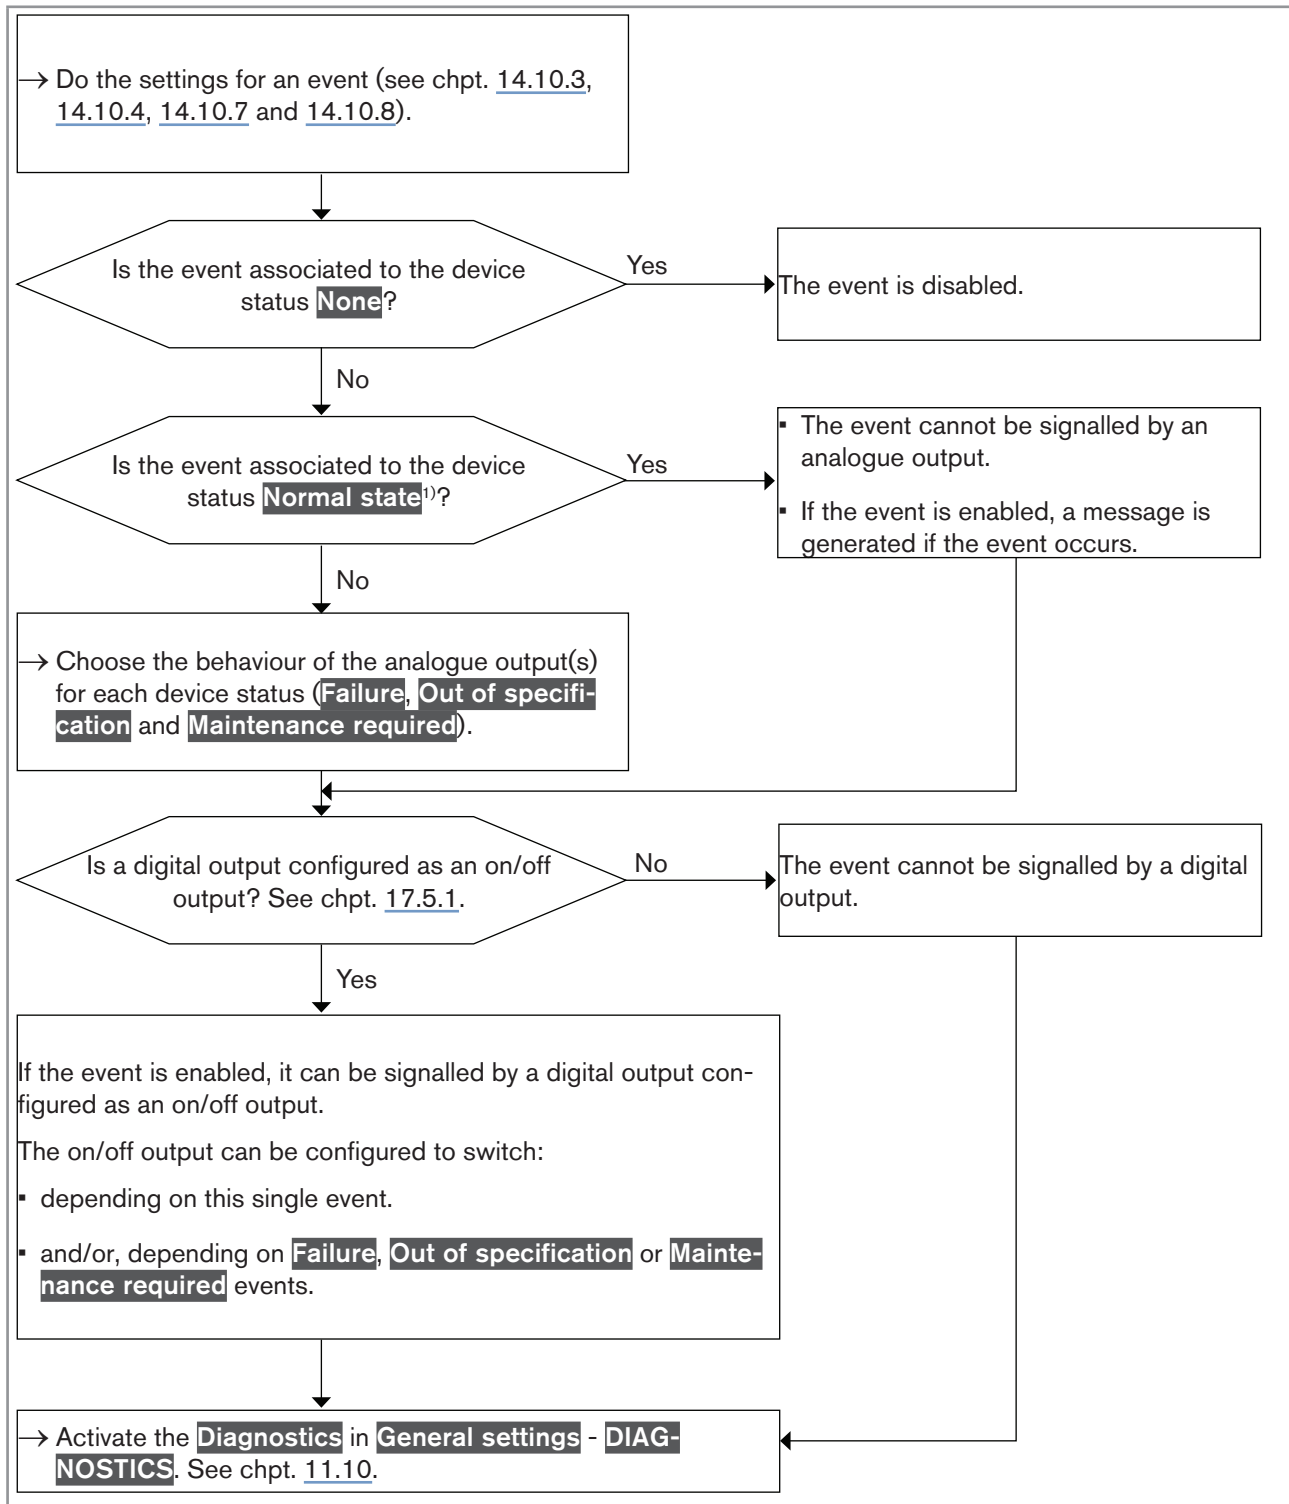 → Do the settings for an event (see chpt. 14.10.3,
14.10.4, 14.10.7 and 14.10.8).
Is the event associated to the device
status None?
Yes
The event is disabled.
No
Is the event associated to the device
status Normal state1)?
Yes
▪ The event cannot be signalled by an
analogue output.
▪ If the event is enabled, a message is
generated if the event occurs.
No
→ Choose the behaviour of the analogue output(s)
for each device status (Failure, Out of specifi-
cation and Maintenance required).
Is a digital output configured as an on/off
output? See chpt. 17.5.1.
No
The event cannot be signalled by a digital
output.
Yes
If the event is enabled, it can be signalled by a digital output con-
figured as an on/off output.
The on/off output can be configured to switch:
▪ depending on this single event.
▪ and/or, depending on Failure, Out of specification or Mainte-
nance required events.
→ Activate the Diagnostics in General settings - DIAG-
NOSTICS. See chpt. 11.10.